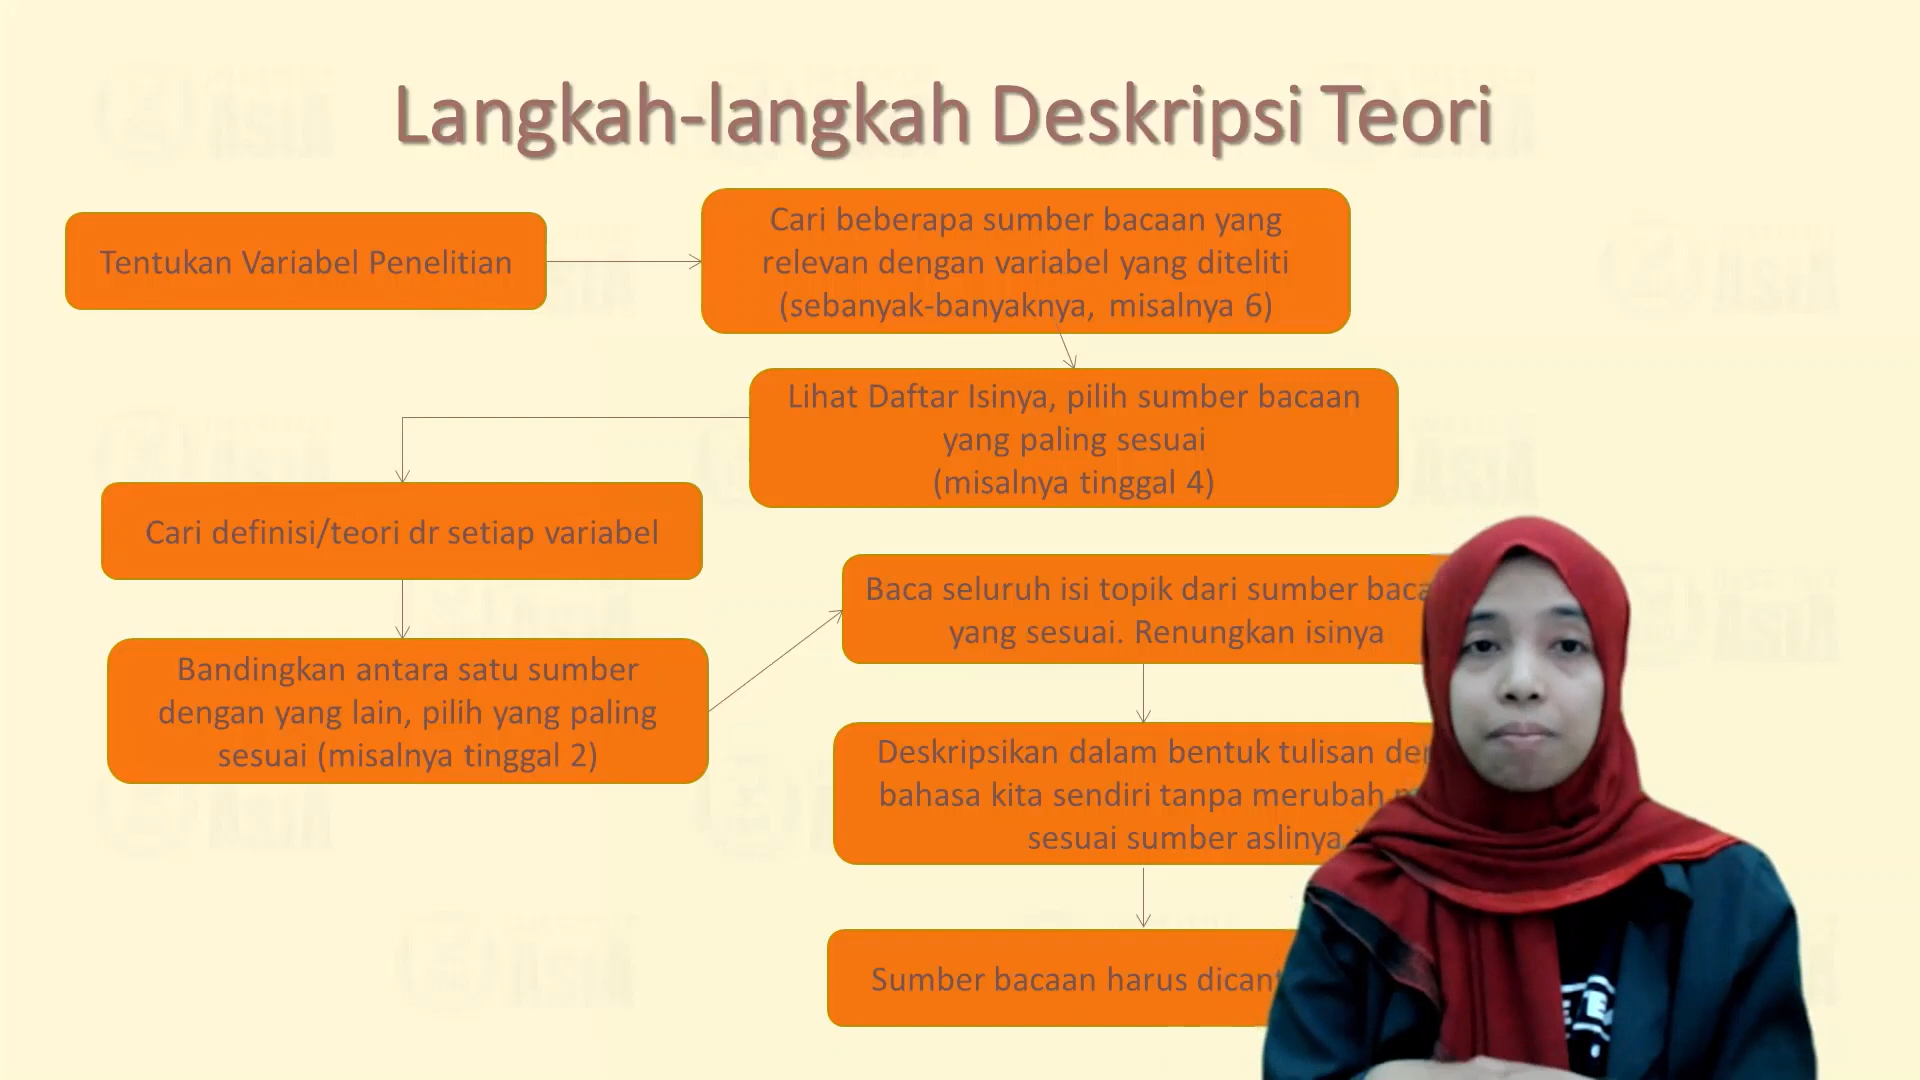 Langkah-langkah Deskripsi Teori
Tentukan Variabel Penelitian
Cari beberapa sumber bacaan yang
relevan dengan variabel yang diteliti
(sebanyak-banyaknya, misalnya 6)
Lihat Daftar Isinya, pilih sumber bacaan
yang paling sesuai
(misalnya tinggal 4)
Cari definisi/teori dr setiap variabel
Bandingkan antara satu sumber
dengan yang lain, pilih yang paling
sesuai (misalnya tinggal 2)
Baca seluruh isi topik dari sumber
yang sesuai. Renungkan isinya
Deskripsikan dalam bentuk tulisan
bahasa kita sendiri tanpa merubah
sesuai sumber aslinya
Sumber bacaan harus